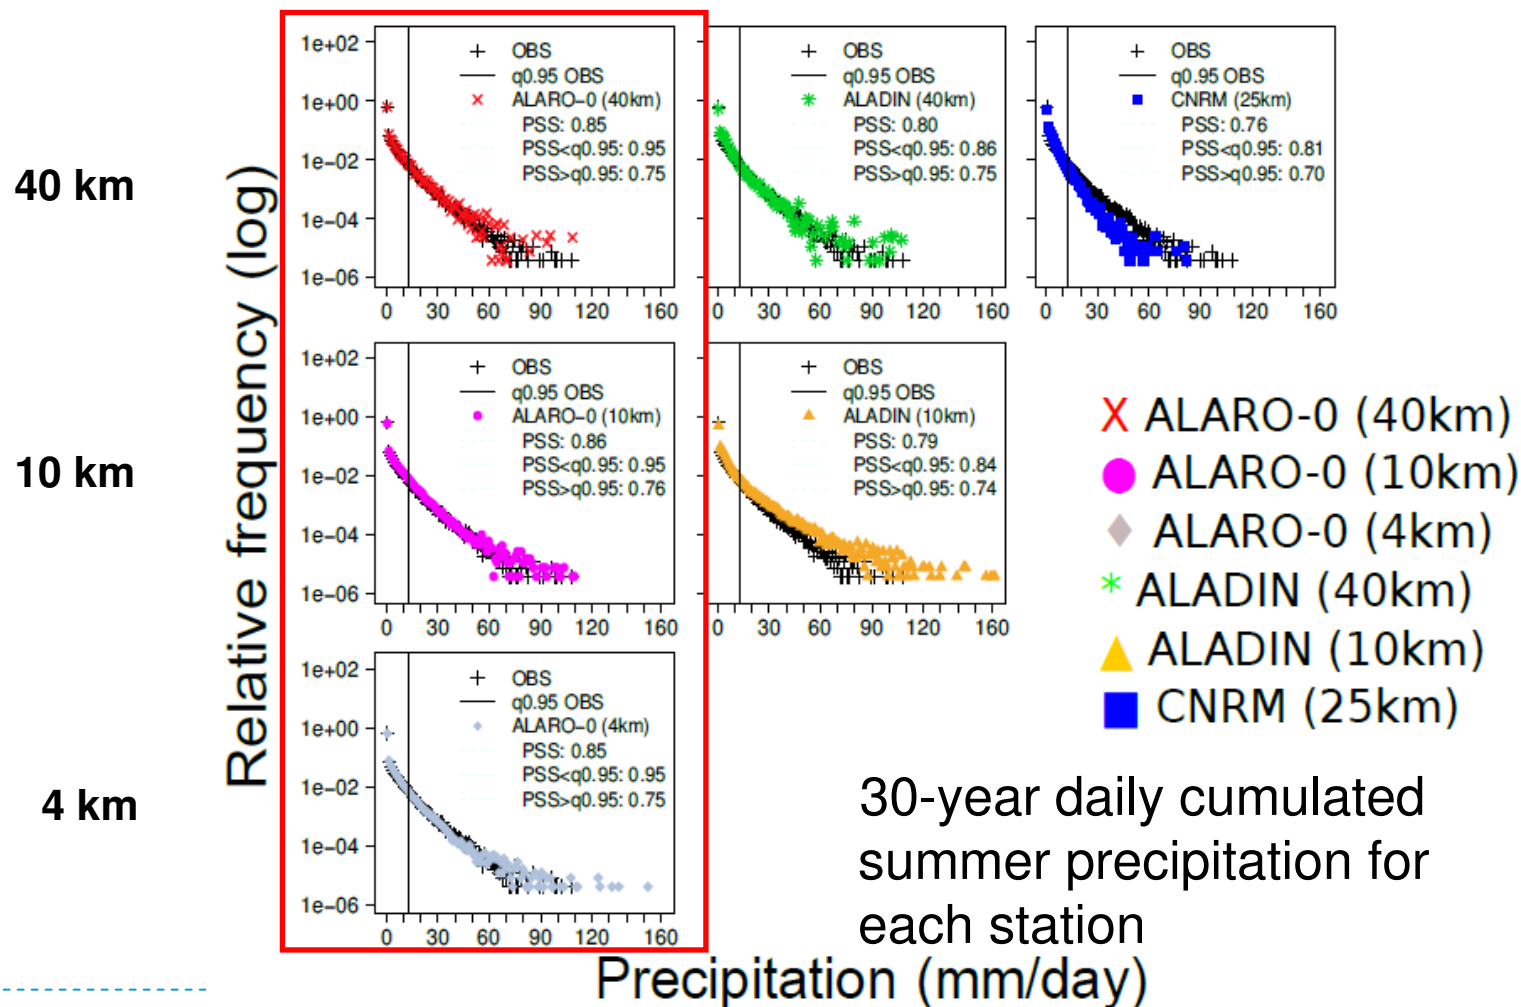 40 km
10 km
4 km
Relative frequency (log)
1e+02
1e+00
1e−02
1e−04
1e−06
OBS
q0.95 OBS
ALARO−0 (40km)
PSS: 0.85
PSS<q0.95: 0.95
PSS>q0.95: 0.75
0 30 60 90 120 160
OBS
q0.95 OBS
ALADIN (40km)
PSS: 0.80
PSS<q0.95: 0.86
PSS>q0.95: 0.75
0 30 60 90 120 160
OBS
q0.95 OBS
CNRM (25km)
PSS: 0.76
PSS<q0.95: 0.81
PSS>q0.95: 0.70
0 30 60 90 120 160
1e+02
1e+00
1e−02
1e−04
1e−06
OBS
q0.95 OBS
ALARO−0 (10km)
PSS: 0.86
PSS<q0.95: 0.95
PSS>q0.95: 0.76
0 30 60 90 120 160
OBS
q0.95 OBS
ALADIN (10km)
PSS: 0.79
PSS<q0.95: 0.84
PSS>q0.95: 0.74
0 30 60 90 120 160
1e+02
1e+00
1e−02
1e−04
1e−06
OBS
q0.95 OBS
ALARO−0 (4km)
PSS: 0.85
PSS<q0.95: 0.95
PSS>q0.95: 0.75
0 30 60 90 120 160
ALARO-0 (40km)
ALARO-0 (10km)
ALARO-0 (4km)
ALADIN (40km)
ALADIN (10km)
CNRM (25km)
30-year daily cumulated
summer precipitation for
each station
Precipitation (mm/day)